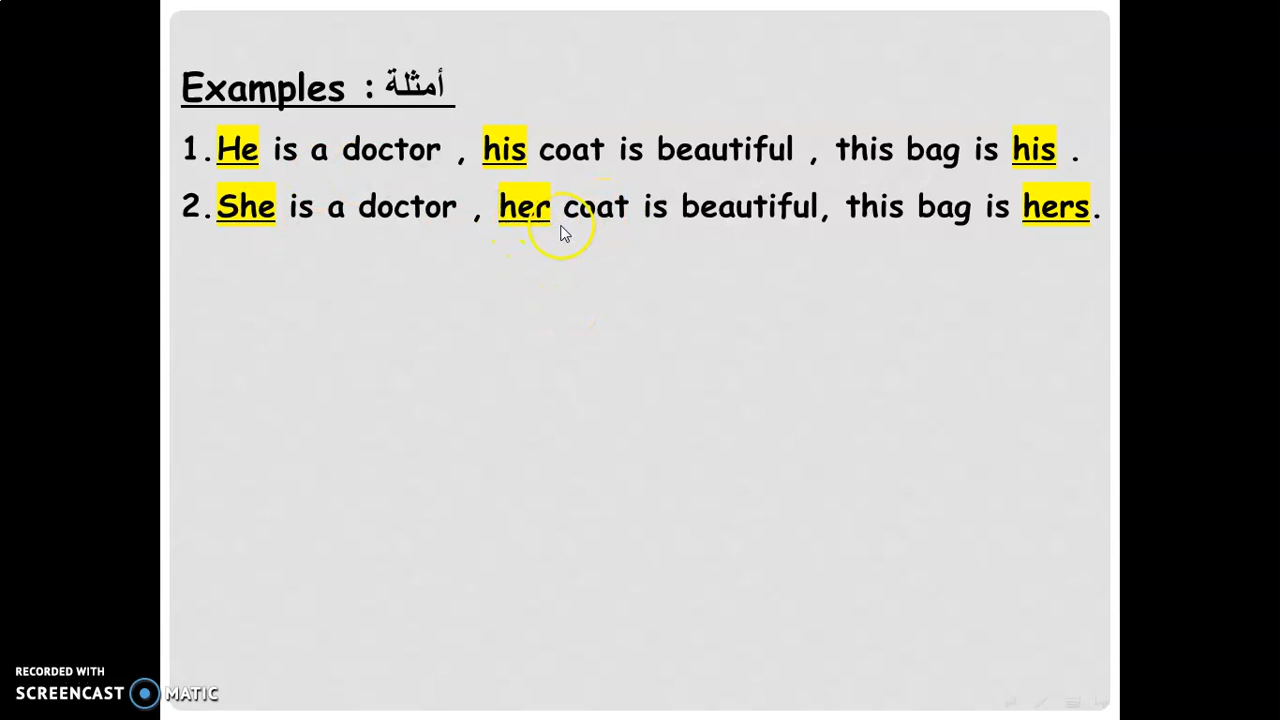 Examples : أمثلة
1.He is a doctor , his coat is beautiful , this bag is his .
2.She is a doctor , her coat is beautiful, this bag is hers.
RECORDED WITH
SCREENCAST MATIC